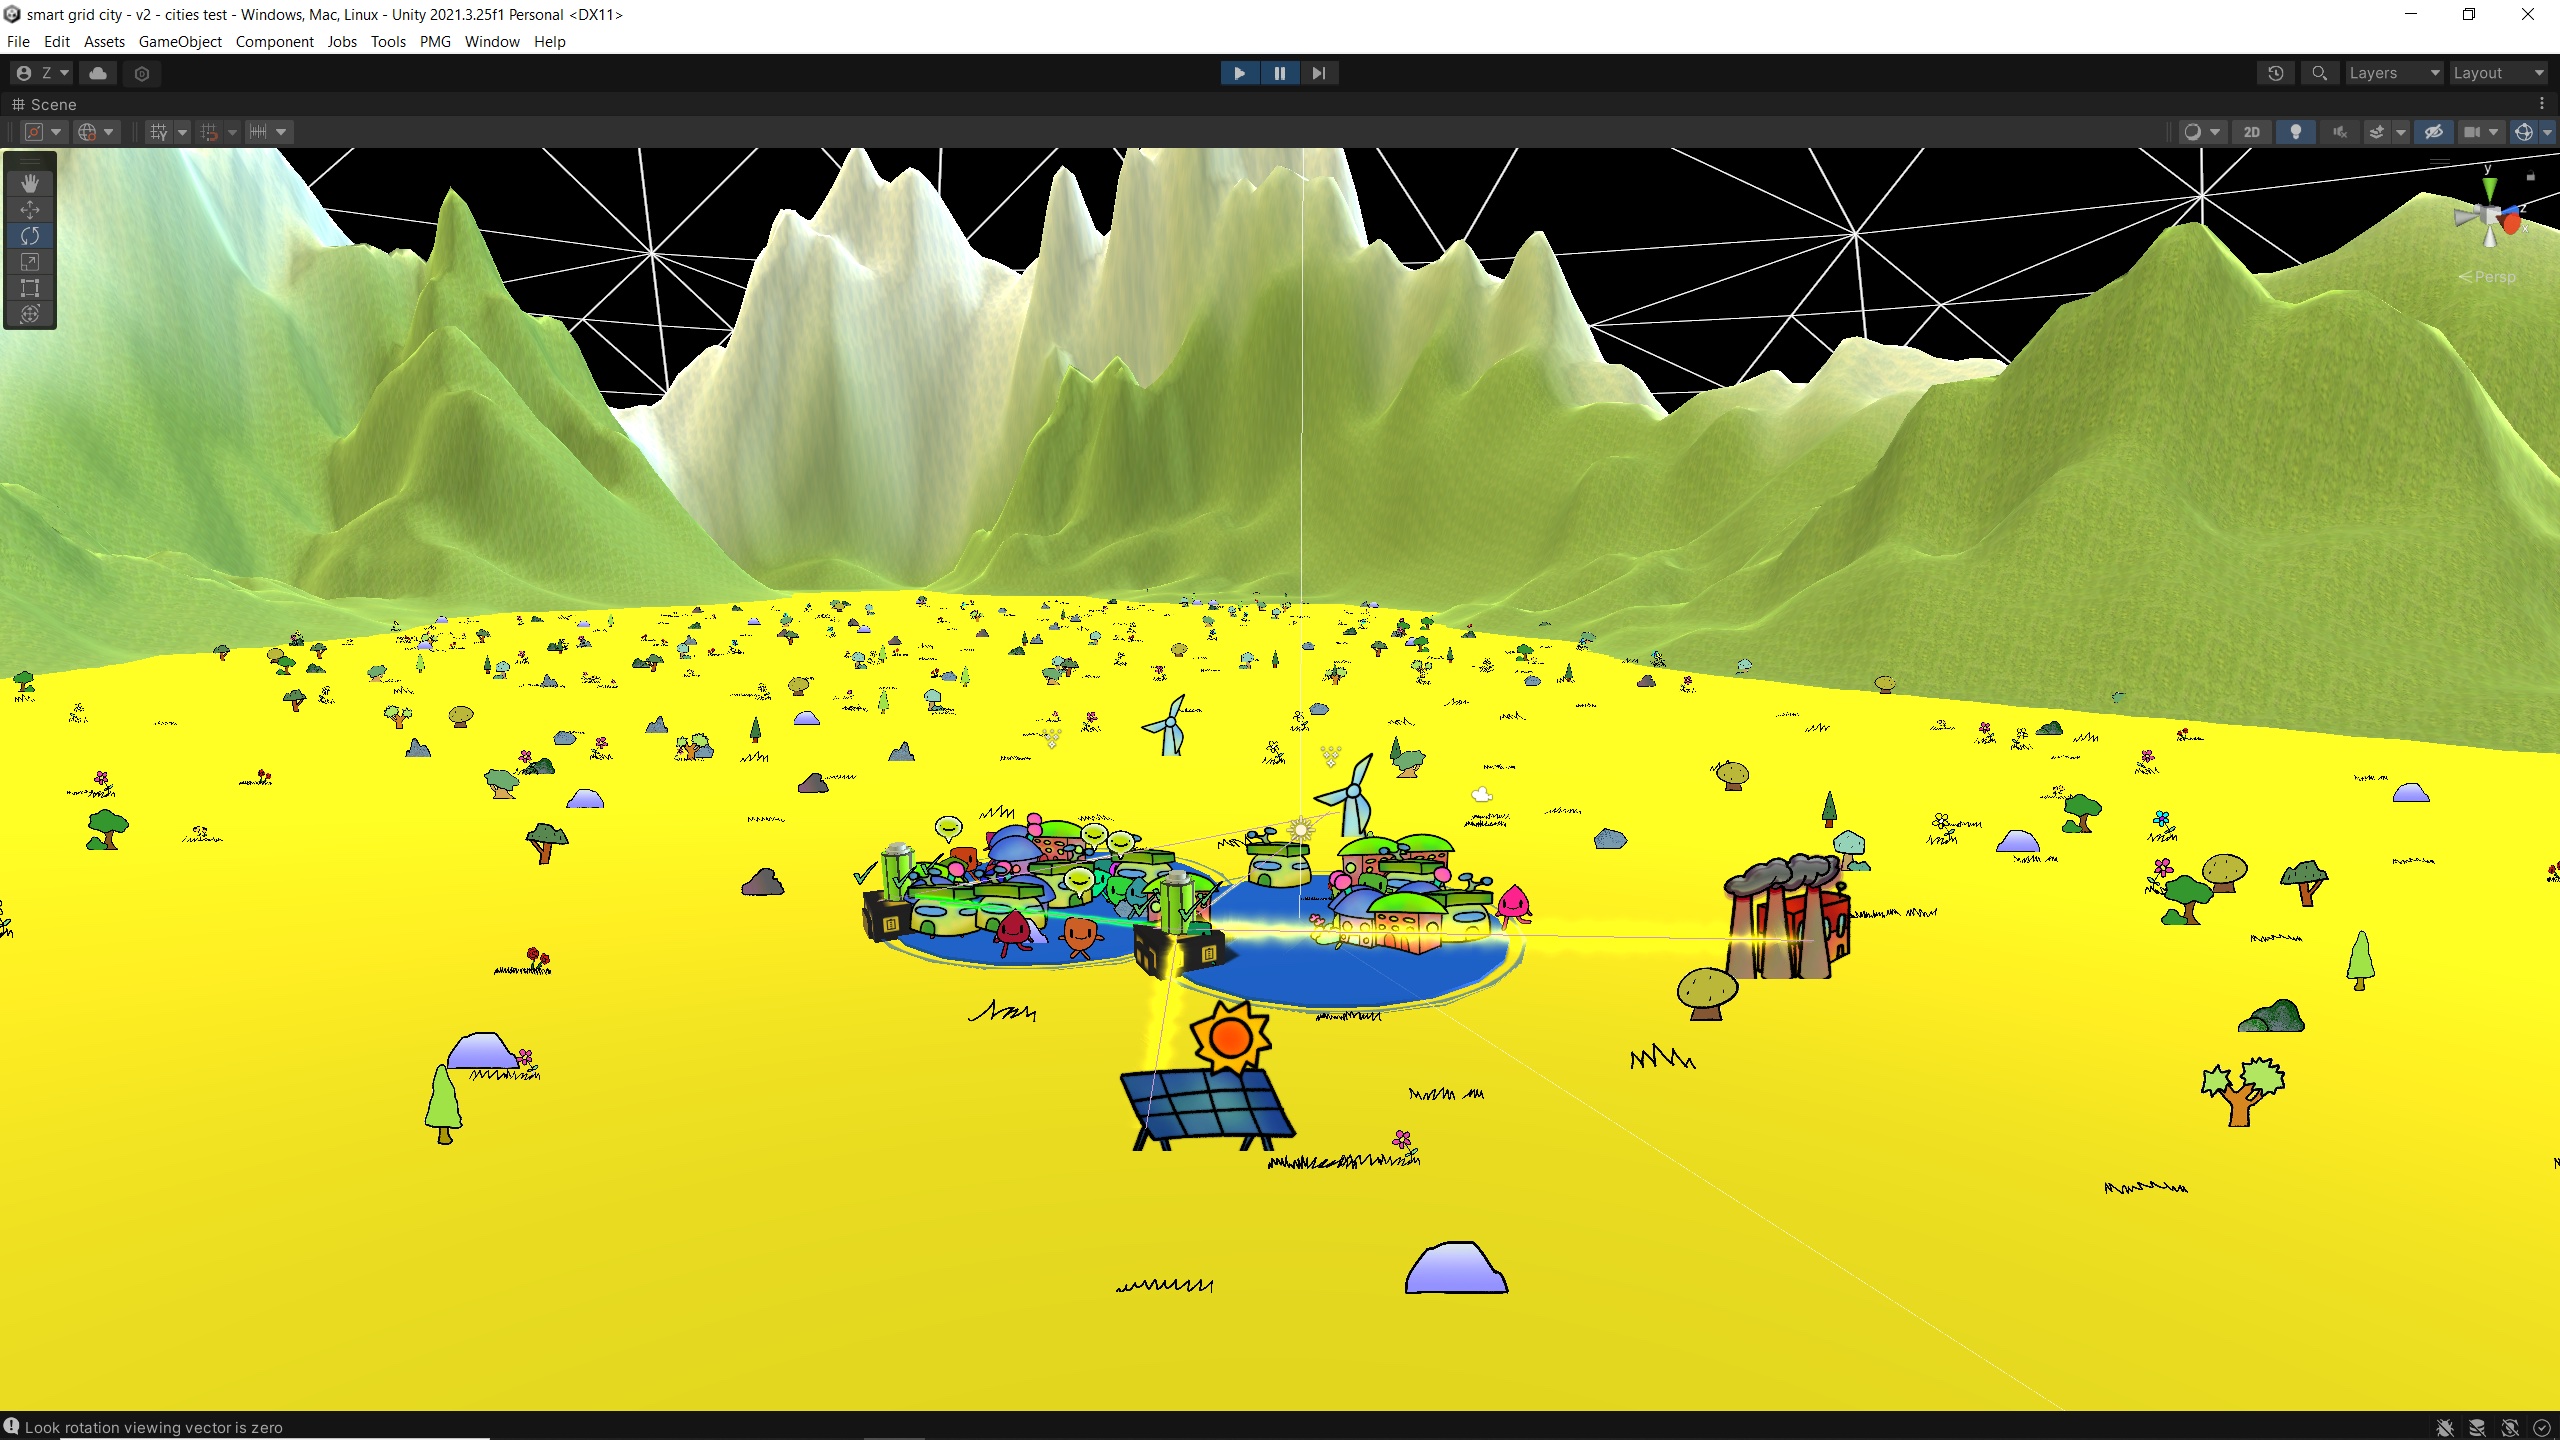 smart grid city - v2 - cities test - Windows, Mac, Linux - Unity 2021.3.25f1 Personal <DX11>
File Edit Assets GameObject Component Jobs Tools PMG Window Help
Z Layers Layout
Scene
2D
y
z
x
Persp
Look rotation viewing vector is zero